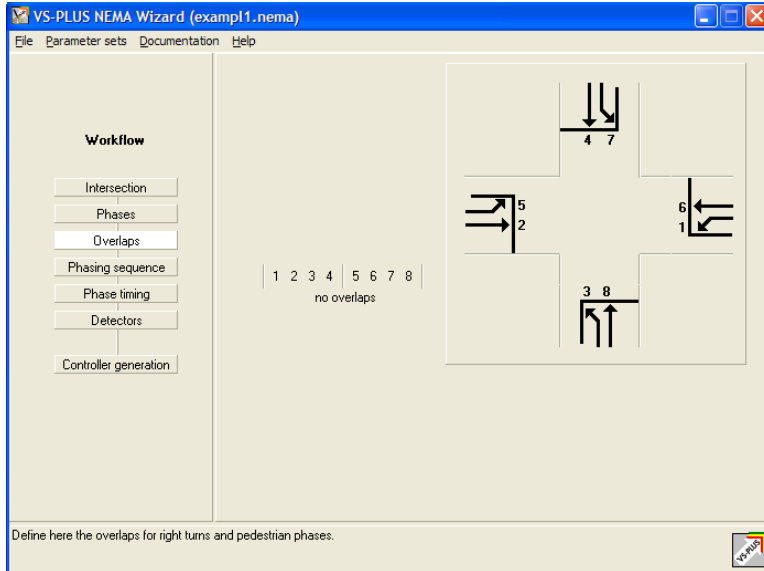 VS-PLUS NEMA Wizard (exampl1.nema)
File Parameter sets Documentation Help
Workflow
Intersection
Phases
Overlaps
Phasing sequence
Phase timing
Detectors
Controller generation
1 2 3 4 5 6 7 8
no overlaps
4 7
5
2
6
1
3 8
Define here the overlaps for right turns and pedestrian phases.
VS-PLUS